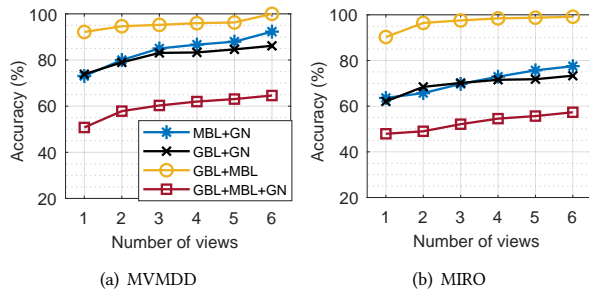 100
80
60
40
20
Accuracy (%)
1 2 3 4 5 6
Number of views
MBL+GN
GBL+GN
GBL+MBL
GBL+MBL+GN
(a) MVMDD
100
80
60
40
20
Accuracy (%)
1 2 3 4 5 6
Number of views
(b) MIRO